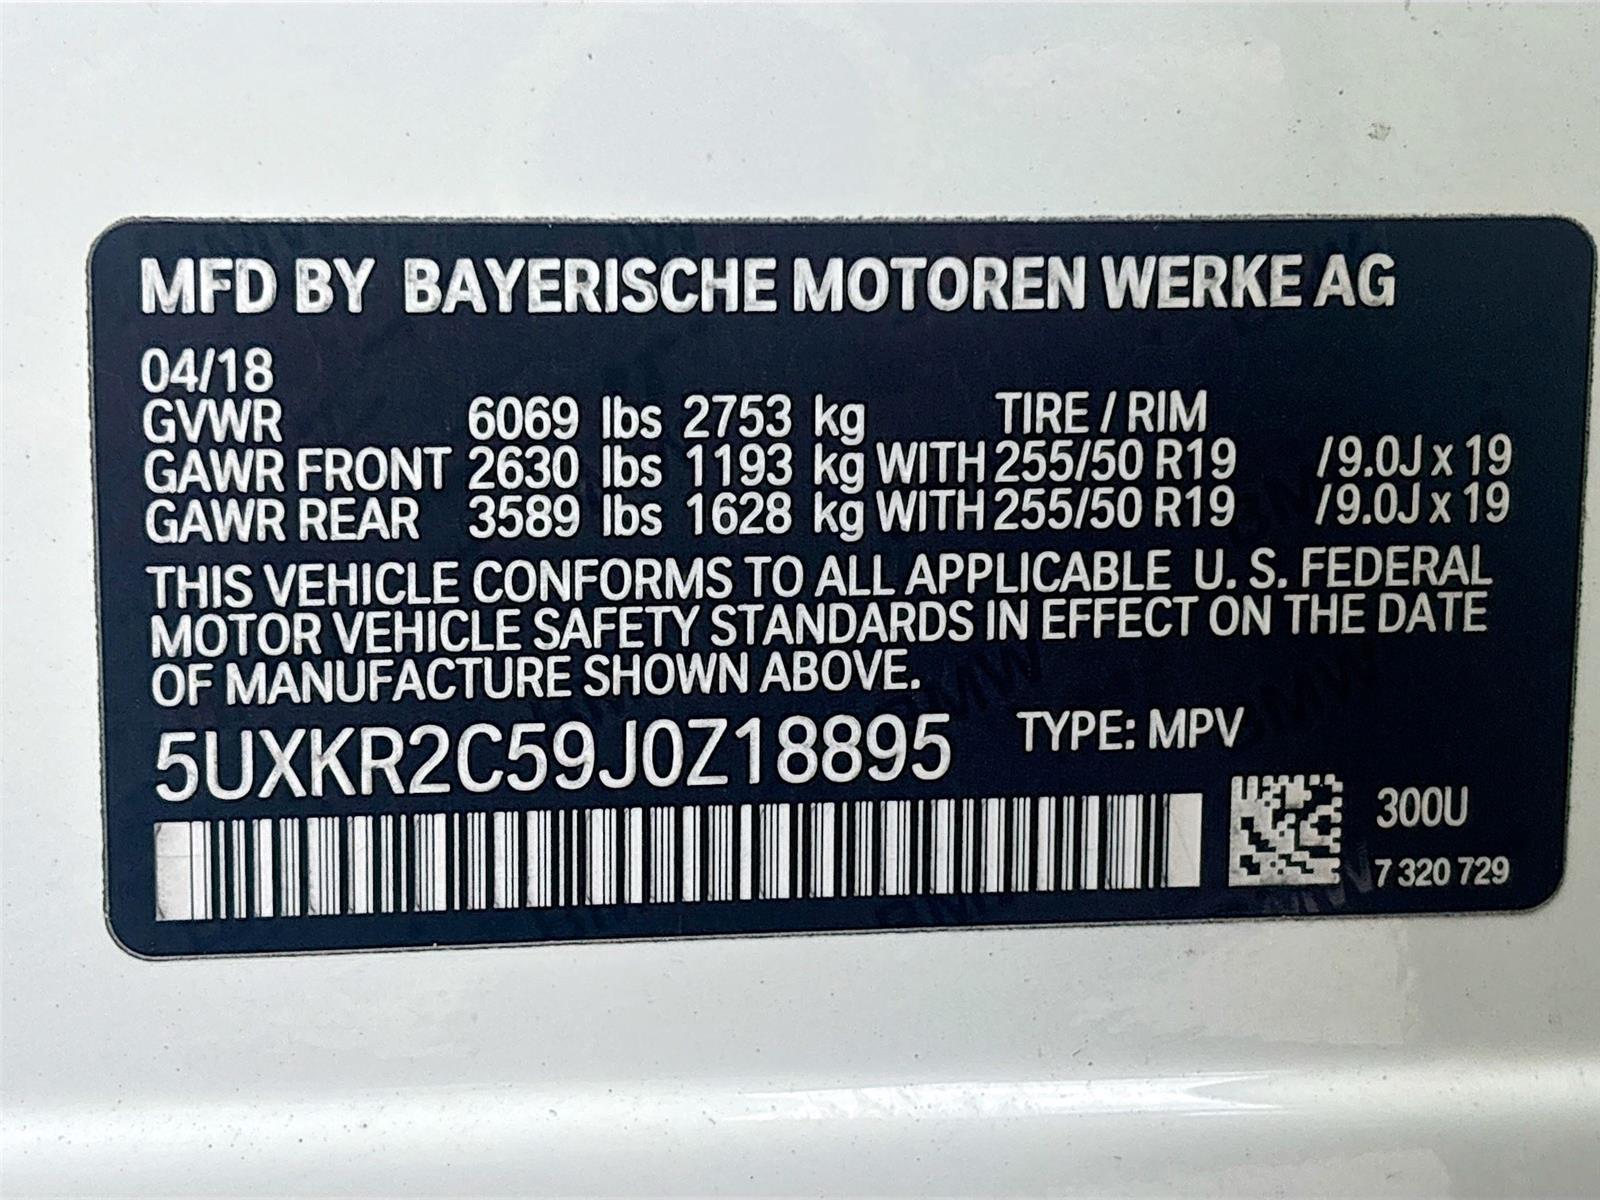 MFD BY BAYERISCHE MOTOREN WERKE AG
04/18
GVWR 6069 lbs 2753 kg TIRE / RIM
GAWR FRONT 2630 lbs 1193 kg WITH 255/50 R19 /9.0J x 19
GAWR REAR 3589 lbs 1628 kg WITH 255/50 R19 /9.0J x 19
THIS VEHICLE CONFORMS TO ALL APPLICABLE U. S. FEDERAL
MOTOR VEHICLE SAFETY STANDARDS IN EFFECT ON THE DATE
OF MANUFACTURE SHOWN ABOVE.
5UXKR2C59J0Z18895 TYPE: MPV
300U
7 320 729